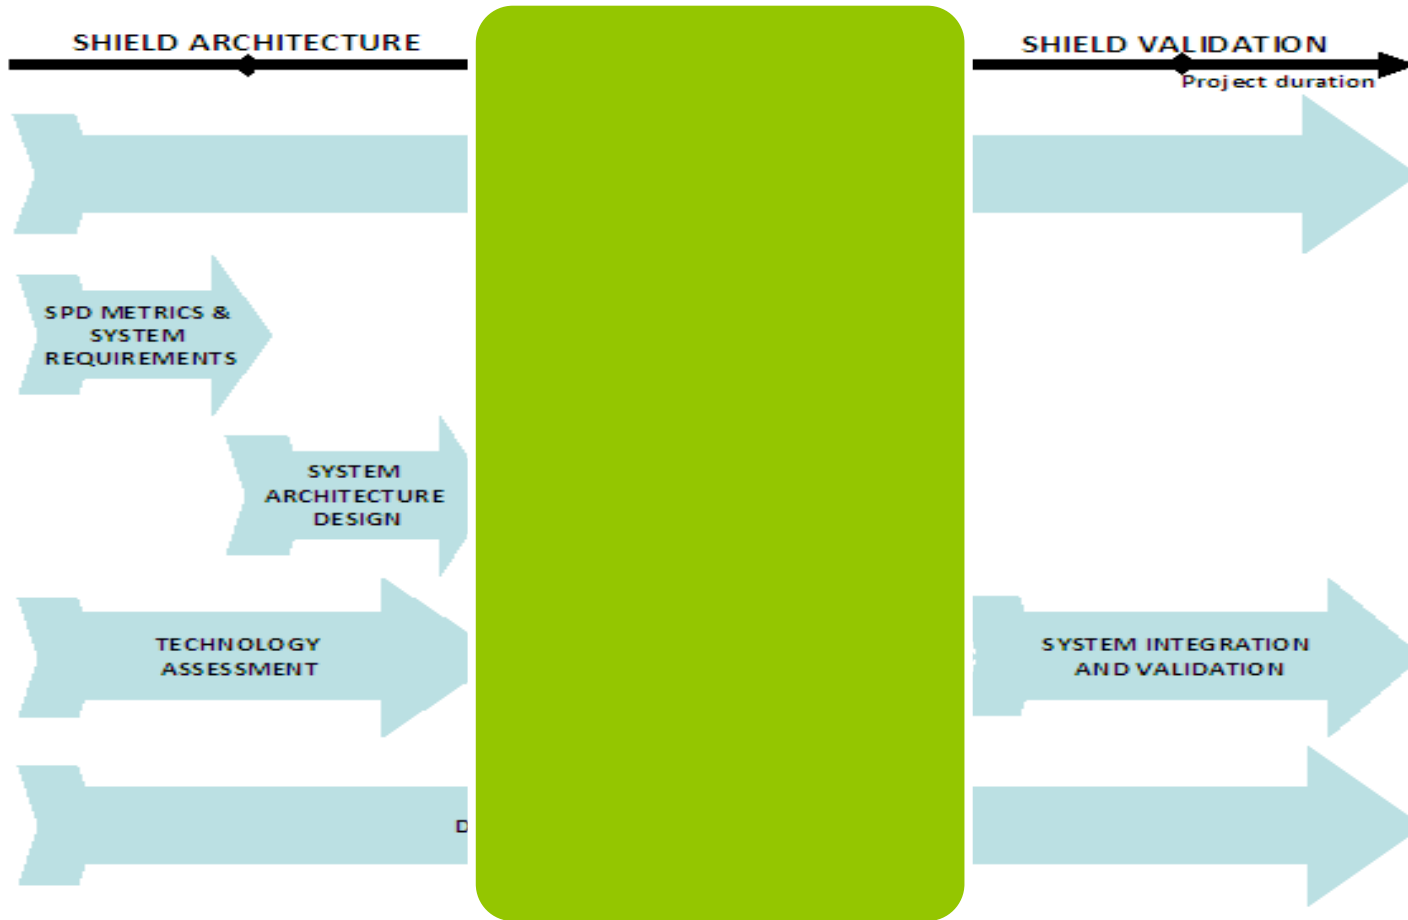 SHIELD ARCHITECTURE
SHIELD VALIDATION
Project duration
SPD METRICS &
SYSTEM
REQUIREMENTS
SYSTEM
ARCHITECTURE
DESIGN
TECHNOLOGY
ASSESSMENT
SYSTEM INTEGRATION
AND VALIDATION
D